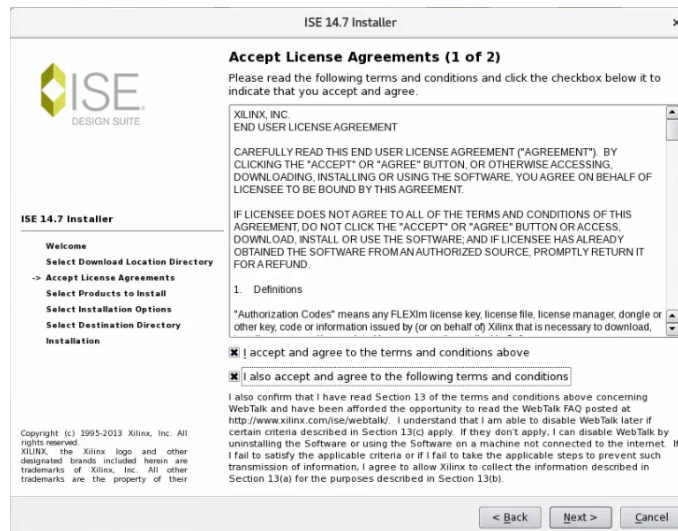 ISE 14.7 Installer
ISE
DESIGN SUITE
ISE 14.7 Installer
Welcome
Select Download Location Directory
-> Accept License Agreements
Select Products to Install
Select Installation Options
Select Destination Directory
Installation
Copyright (c) 1995-2013 Xilinx, Inc. All
rights reserved.
XILINX, the Xilinx logo and other
designated brands included herein are
trademarks of Xilinx, Inc. All other
trademarks are the property of their
Accept License Agreements (1 of 2)
Please read the following terms and conditions and click the checkbox below it to
indicate that you accept and agree.
XILINX, INC.
END USER LICENSE AGREEMENT
CAREFULLY READ THIS END USER LICENSE AGREEMENT ("AGREEMENT"). BY
CLICKING THE "ACCEPT" OR "AGREE" BUTTON, OR OTHERWISE ACCESSING,
DOWNLOADING, INSTALLING OR USING THE SOFTWARE, YOU AGREE ON BEHALF OF
LICENSEE TO BE BOUND BY THIS AGREEMENT.
IF LICENSEE DOES NOT AGREE TO ALL OF THE TERMS AND CONDITIONS OF THIS
AGREEMENT, DO NOT CLICK THE "ACCEPT" OR "AGREE" BUTTON OR ACCESS,
DOWNLOAD, INSTALL OR USE THE SOFTWARE; AND IF LICENSEE HAS ALREADY
OBTAINED THE SOFTWARE FROM AN AUTHORIZED SOURCE, PROMPTLY RETURN IT
FOR A REFUND.
1. Definitions
"Authorization Codes" means any FLEXlm license key, license file, license manager, dongle or
other key, code or information issued by (or on behalf of) Xilinx that is necessary to download,
I accept and agree to the terms and conditions above
I also accept and agree to the following terms and conditions
I also confirm that I have read Section 13 of the terms and conditions above concerning
WebTalk and have been afforded the opportunity to read the WebTalk FAQ posted at
http://www.xilinx.com/ise/webtalk/. I understand that I am able to disable WebTalk later if
certain criteria described in Section 13(c) apply. If they don't apply, I can disable WebTalk by
uninstalling the Software or using the Software on a machine not connected to the internet. If
I fail to satisfy the applicable criteria or if I fail to take the applicable steps to prevent such
transmission of information, I agree to allow Xilinx to collect the information described in
Section 13(a) for the purposes described in Section 13(b).
< Back
Next >
Cancel